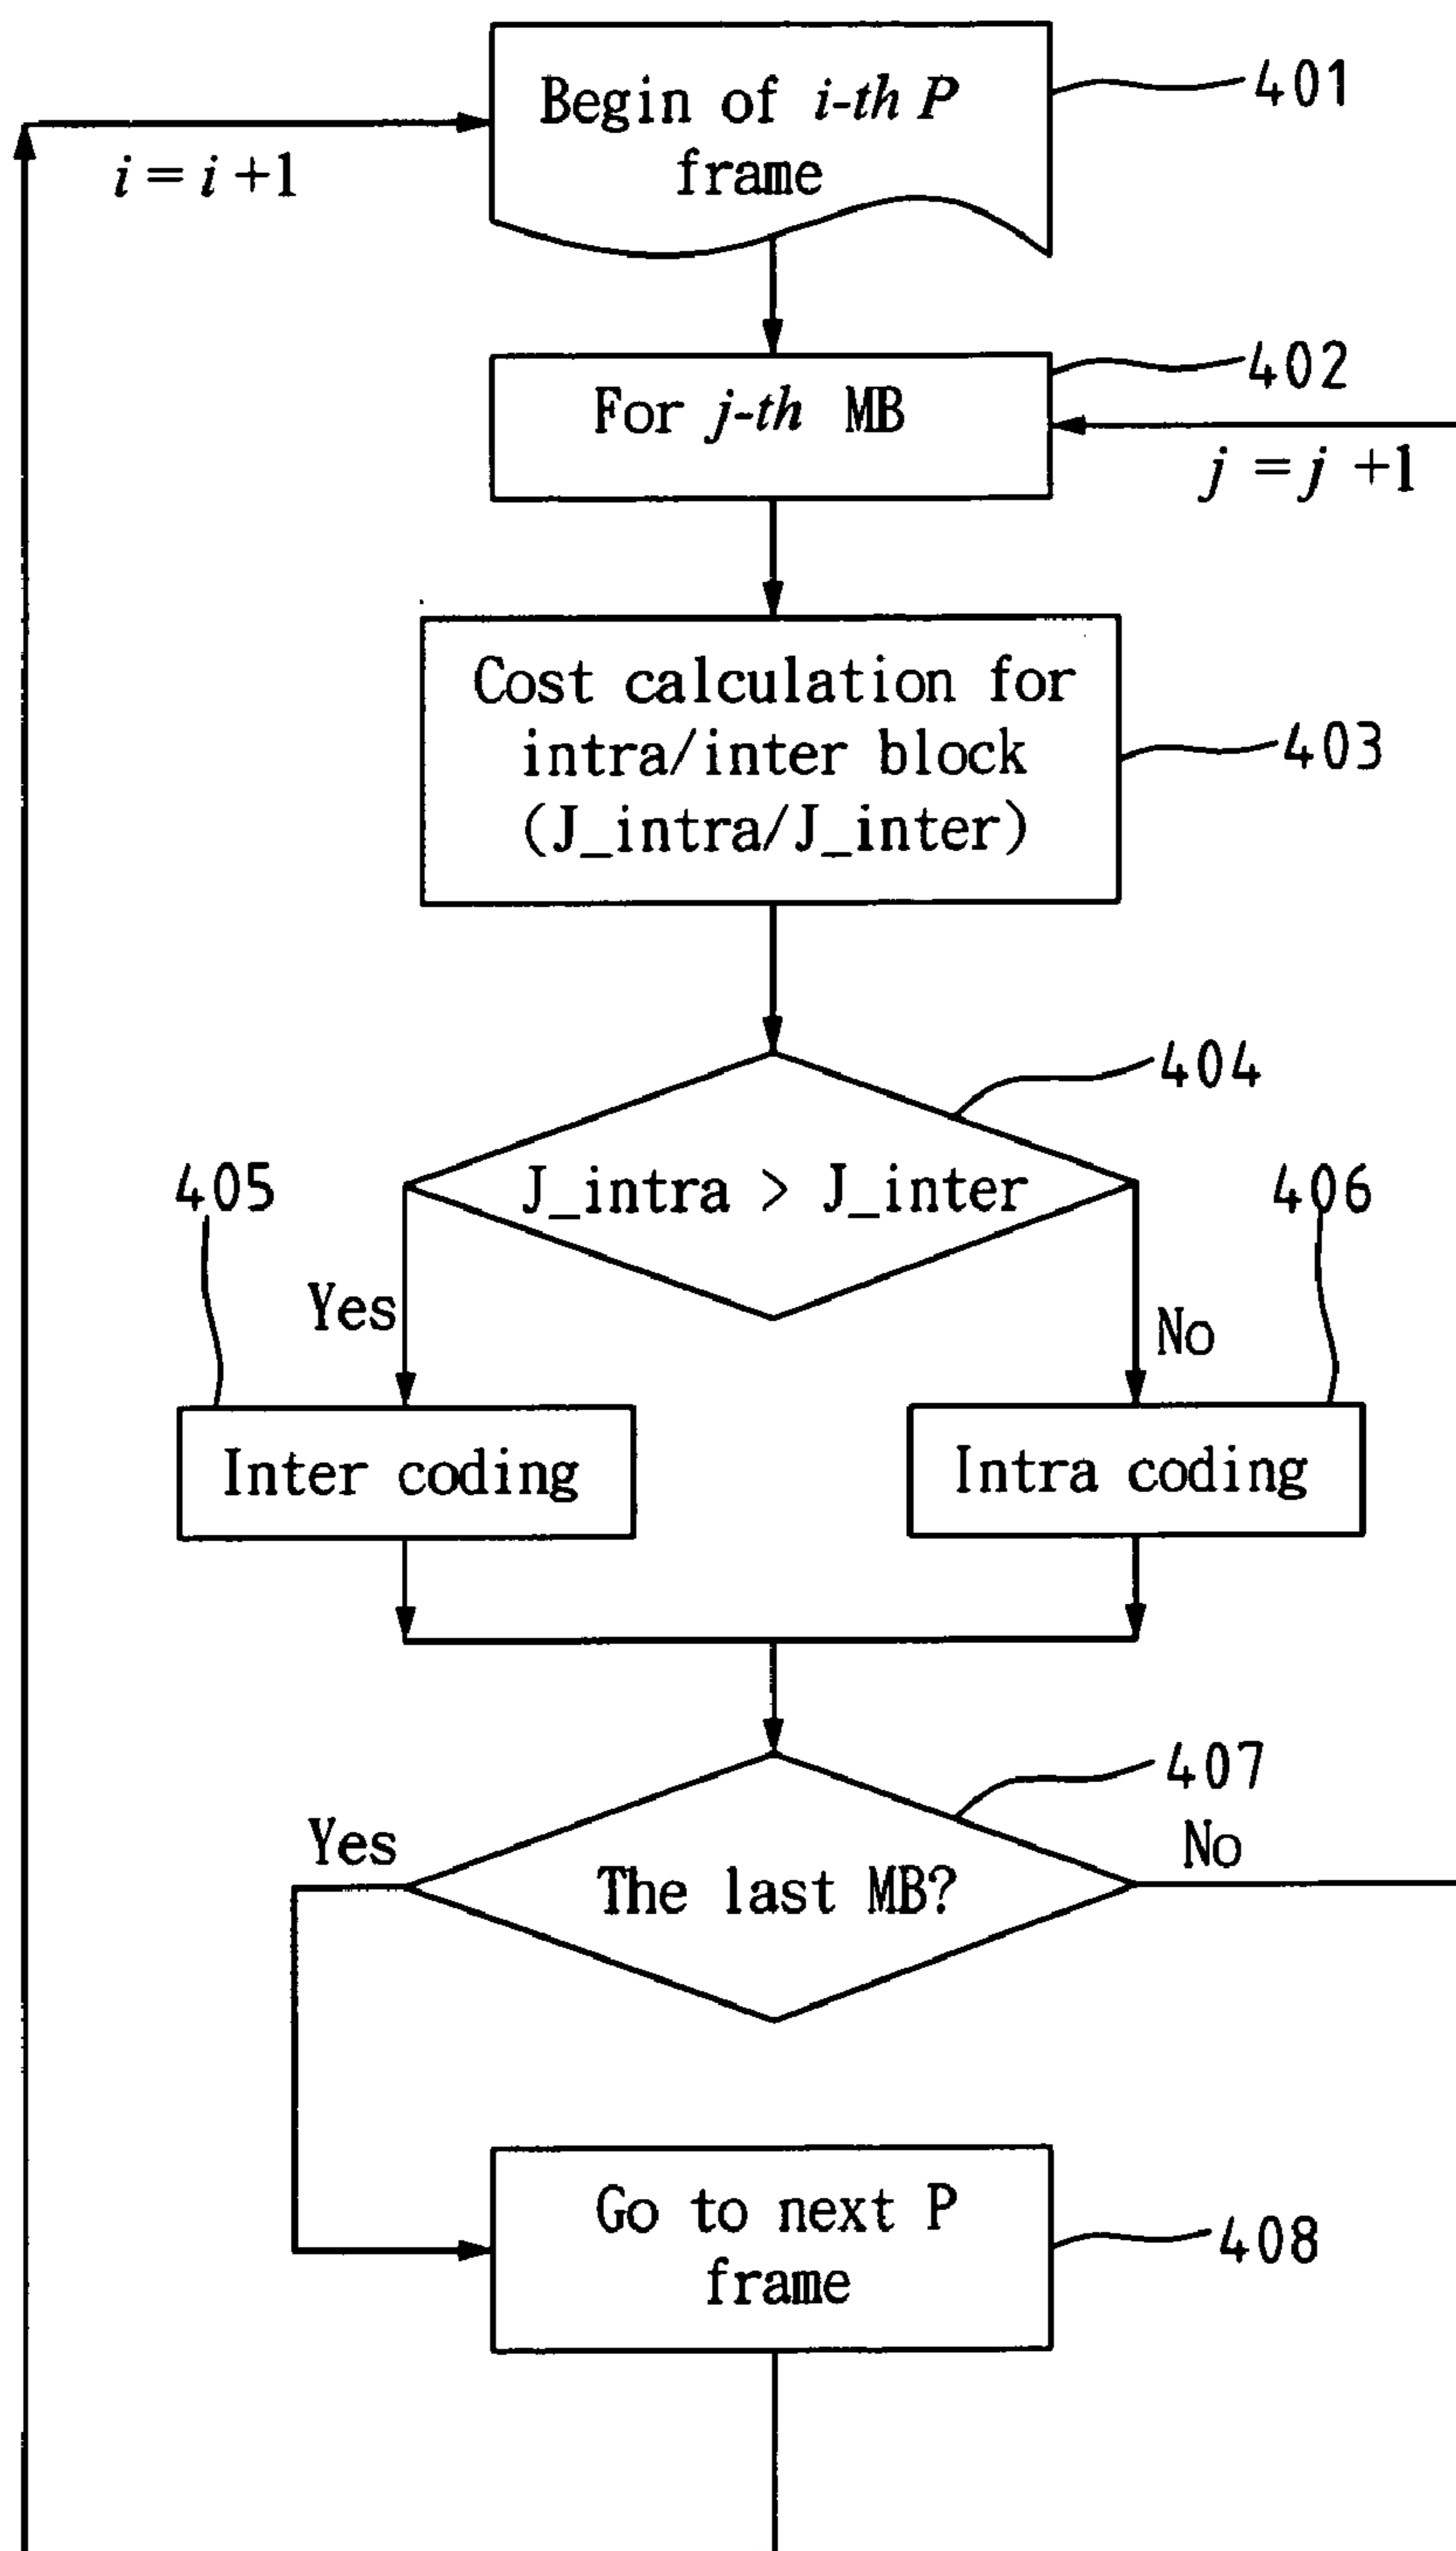 Begin of i-th P
frame
401
i = i +1
For j-th MB
402
j = j +1
Cost calculation for
intra/inter block
(J_intra/J_inter)
403
404
J_intra > J_inter
405
406
Yes
No
Inter coding
Intra coding
407
Yes
No
The last MB?
Go to next P
frame
408